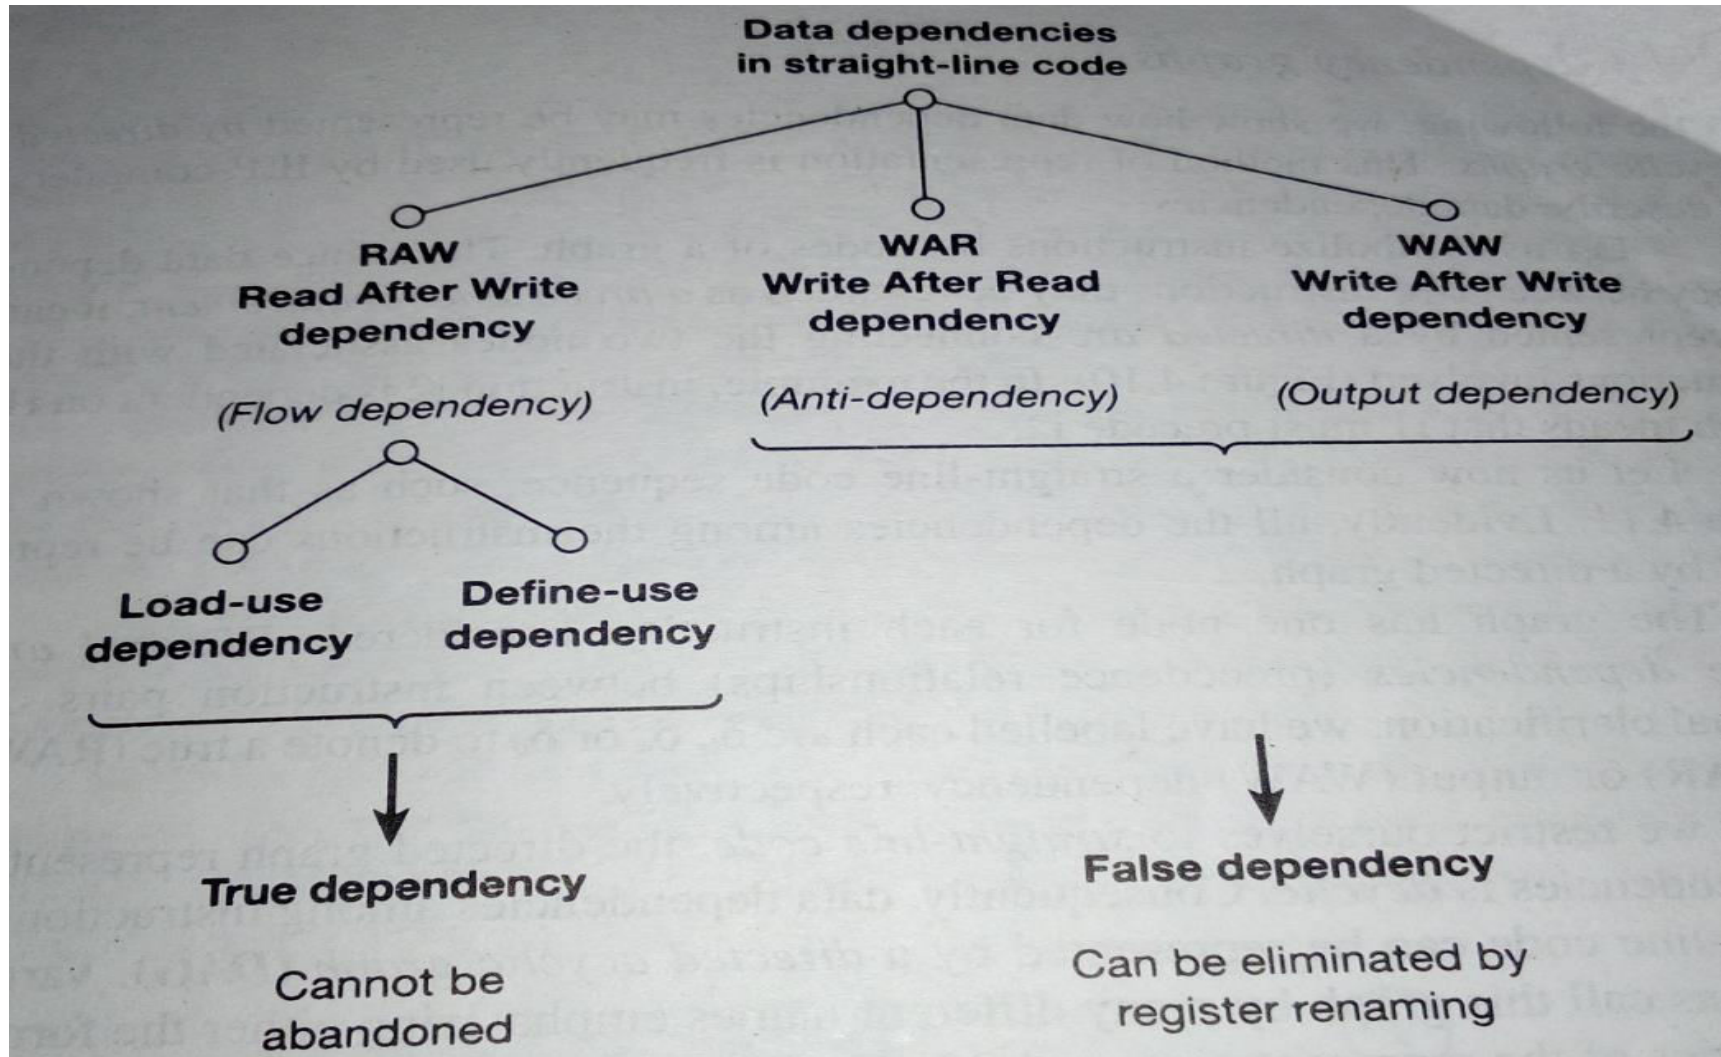 Data dependencies
in straight-line code
RAW
Read After Write
dependency
(Flow dependency)
WAR
Write After Read
dependency
(Anti-dependency)
WAW
Write After Write
dependency
(Output dependency)
Load-use
dependency
Define-use
dependency
True dependency
Cannot be
abandoned
False dependency
Can be eliminated by
register renaming